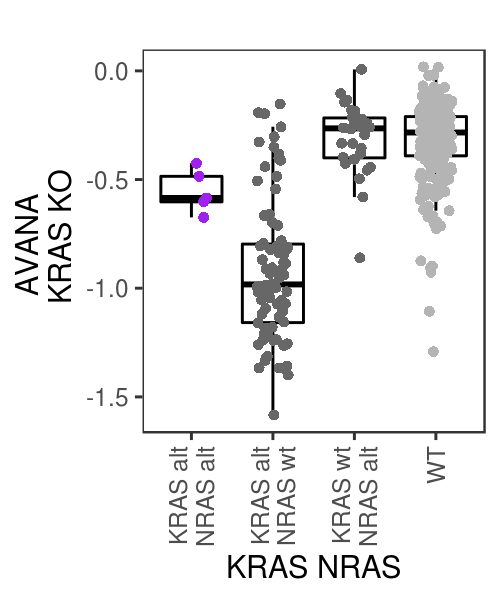 0.0
-0.5
-1.0
-1.5
AVANA
KRAS KO
KRAS alt
NRAS alt
KRAS alt
NRAS wt
KRAS wt
NRAS alt
WT
KRAS NRAS